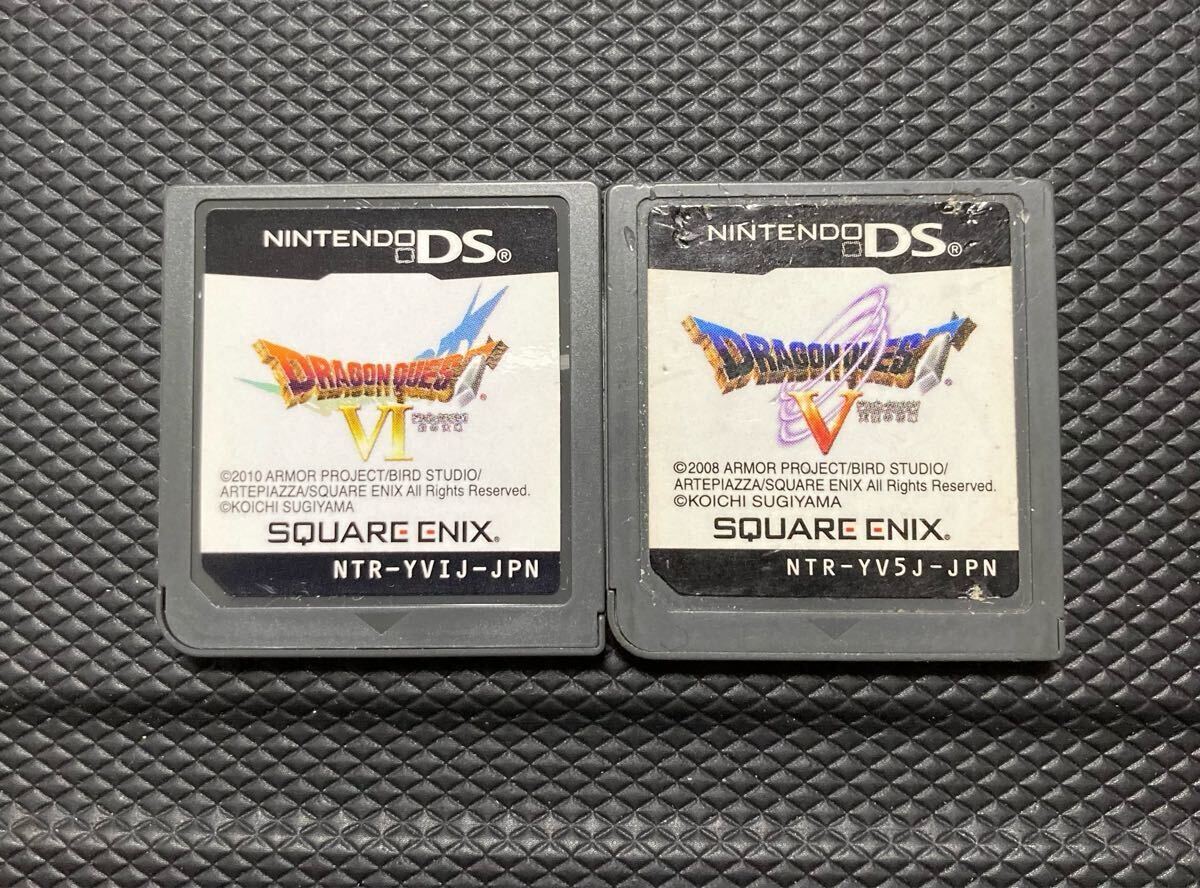 NINTENDO DS®
DRAGON QUEST®
VI
©2010 ARMOR PROJECT/BIRD STUDIO/
ARTEPIAZZA/SQUARE ENIX All Rights Reserved.
©KOICHI SUGIYAMA
SQUARE ENIX®
NTR-YVIJ-JPN
NINTENDO DS®
DRAGON QUEST®
V
©2008 ARMOR PROJECT/BIRD STUDIO/
ARTEPIAZZA/SQUARE ENIX All Rights Reserved.
©KOICHI SUGIYAMA
SQUARE ENIX®
NTR-YV5J-JPN